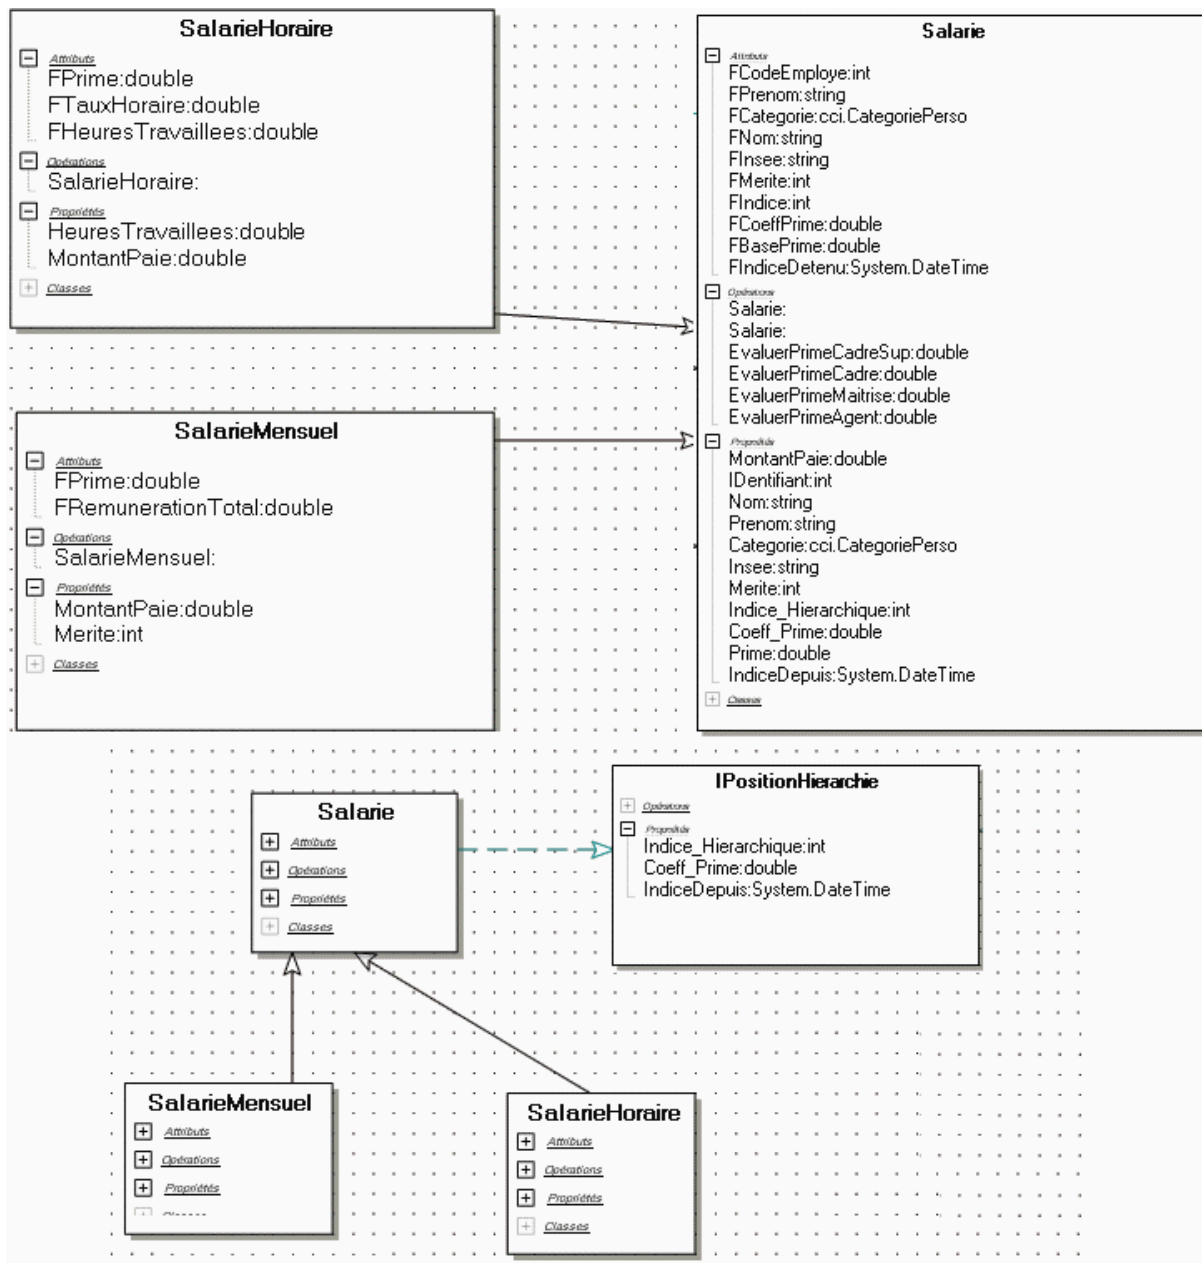 SalarieHoraire
Attributs
FPrime:double
FTauxHoraire:double
FHeuresTravaillees:double
Opérations
SalarieHoraire:
Propriétés
HeuresTravaillees:double
MontantPaie:double
Classes
Salarie
Attributs
FCodeEmploye:int
FPrenom:string
FCategorie:cci.CategoriePerso
FNom:string
FInsee:string
FMerite:int
FIndice:int
FCoeffPrime:double
FBasePrime:double
FIndiceDetenu:System.DateTime
Opérations
Salarie:
Salarie:
EvaluerPrimeCadreSup:double
EvaluerPrimeCadre:double
EvaluerPrimeMaitrise:double
EvaluerPrimeAgent:double
Propriétés
MontantPaie:double
IDentifiant:int
Nom:string
Prenom:string
Categorie:cci.CategoriePerso
Insee:string
Merite:int
Indice_Hierarchique:int
Coeff_Prime:double
Prime:double
IndiceDepuis:System.DateTime
Classes
SalarieMensuel
Attributs
FPrime:double
FRemunerationTotal:double
Opérations
SalarieMensuel:
Propriétés
MontantPaie:double
Merite:int
Classes
Salarie
Attributs
Opérations
Propriétés
Classes
IPositionHierarchie
Opérations
Propriétés
Indice_Hierarchique:int
Coeff_Prime:double
IndiceDepuis:System.DateTime
SalarieMensuel
Attributs
Opérations
Propriétés
SalarieHoraire
Attributs
Opérations
Propriétés
Classes